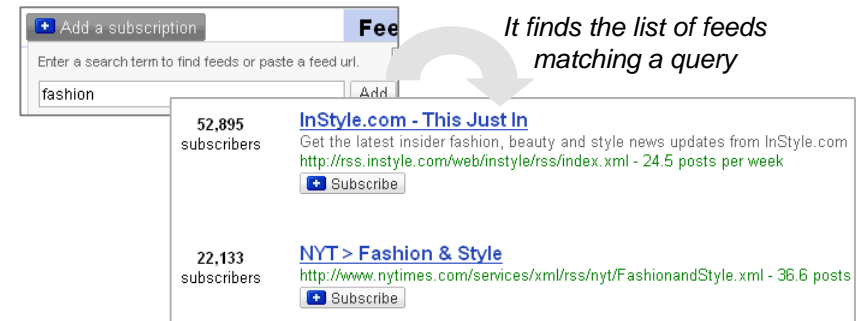 Add a subscription
Fee
Enter a search term to find feeds or paste a feed url.
fashion
Add
It finds the list of feeds
matching a query
52,895
subscribers
InStyle.com - This Just In
Get the latest insider fashion, beauty and style news updates from InStyle.com
http://rss.instyle.com/web/instyle/rss/index.xml - 24.5 posts per week
Subscribe
22,133
subscribers
NYT > Fashion & Style
http://www.nytimes.com/services/xml/rss/nyt/FashionandStyle.xml - 36.6 posts
Subscribe